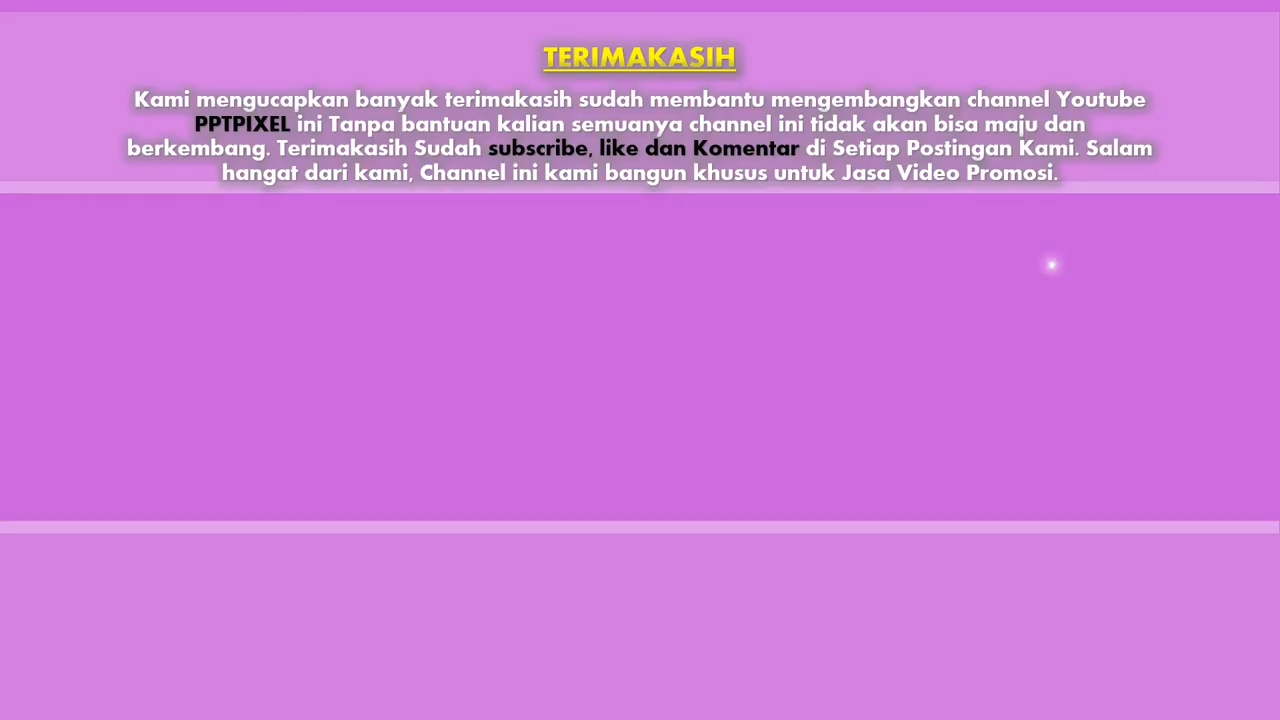 TERIMAKASIH
Kami mengucapkan banyak terimakasih sudah membantu mengembangkan channel Youtube
PPTPIXEL ini Tanpa bantuan kalian semuanya channel ini tidak akan bisa maju dan
berkembang. Terimakasih Sudah subscribe, like dan Komentar di Setiap Postingan Kami. Salam
hangat dari kami, Channel ini kami bangun khusus untuk Jasa Video Promosi.